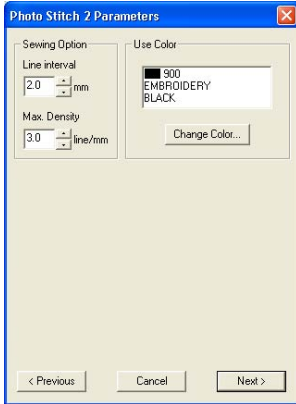 Photo Stitch 2 Parameters
Sewing Option
Line interval
2.0 mm
Max. Density
3.0 line/mm
Use Color
900
EMBROIDERY
BLACK
Change Color...
< Previous
Cancel
Next >